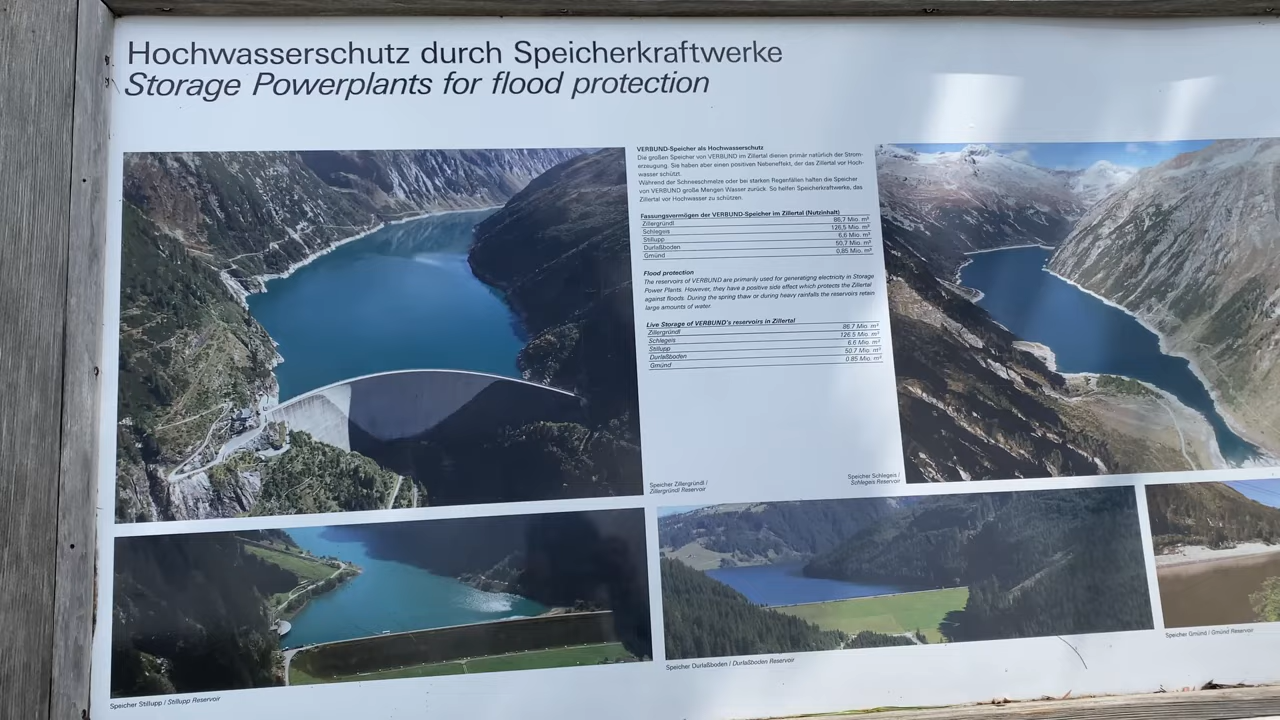 Hochwasserschutz durch Speicherkraftwerke
Storage Powerplants for flood protection
VERBUND-Speicher als Hochwasserschutz
Die großen Speicher von VERBUND im Zillertal dienen primär natürlich der Strom-
erzeugung. Sie haben aber einen positiven Nebeneffekt, der das Zillertal vor Hoch-
wasser schützt.
Während der Schneeschmelze oder bei starken Regenfällen halten die Speicher
von VERBUND große Mengen Wasser zurück. So helfen Speicherkraftwerke, das
Zillertal vor Hochwasser zu schützen.
Fassungsvermögen der VERBUND-Speicher im Zillertal (Nutzinhalt)
Zillergründl 86,7 Mio. m³
Schlegeis 126,5 Mio. m³
Stillupp 6,6 Mio. m³
Durlaßboden 50,7 Mio. m³
Gmünd 0,85 Mio. m³
Flood protection
The reservoirs of VERBUND are primarily used for generationg electricity in Storage
Power Plants. However, they have a positive side effect which protects the Zillertal
against floods. During the spring thaw or during heavy rainfalls the reservoirs retain
large amounts of water.
Live Storage of VERBUND's reservoirs in Zillertal
Zillergründl 86.7 Mio. m³
Schlegeis 126.5 Mio. m³
Stillupp 6.6 Mio. m³
Durlaßboden 50.7 Mio. m³
Gmünd 0.85 Mio. m³
Speicher Zillergründl /
Zillergründl Reservoir
Speicher Schlegeis /
Schlegeis Reservoir
Speicher Stillupp / Stillupp Reservoir
Speicher Durlaßboden / Durlaßboden Reservoir
Speicher Gmünd / Gmünd Reservoir